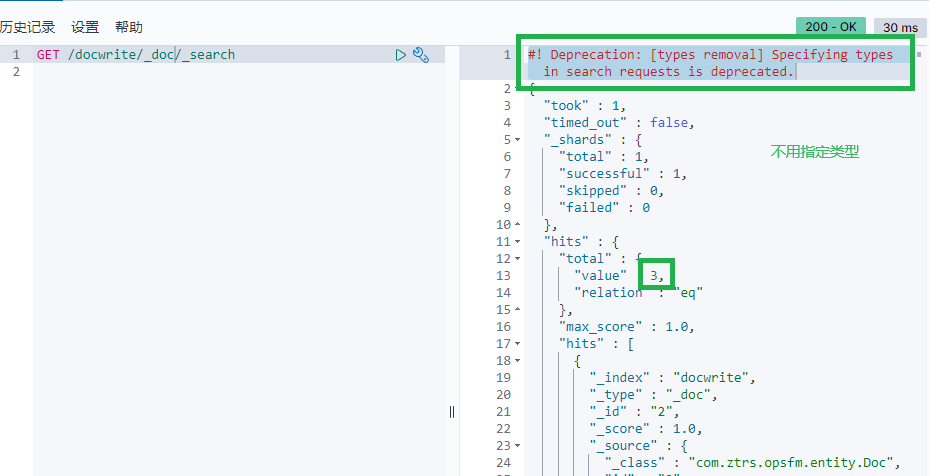 历史记录 设置 帮助
200 - OK 30 ms
1 GET /docwrite/_doc/_search
2
1 #! Deprecation: [types removal] Specifying types
in search requests is deprecated.
2 {
3 "took" : 1,
4 "timed_out" : false,
5 "_shards" : {
6 "total" : 1,
7 "successful" : 1,
8 "skipped" : 0,
9 "failed" : 0
10 },
11 "hits" : {
12 "total" : {
13 "value" 3,
14 "relation" : "eq"
15 },
16 "max_score" : 1.0,
17 "hits" : [
18 {
19 "_index" : "docwrite",
20 "_type" : "_doc",
21 "_id" : "2",
22 "_score" : 1.0,
23 "_source" : {
24 "_class" : "com.ztrs.opsfm.entity.Doc",
不用指定类型